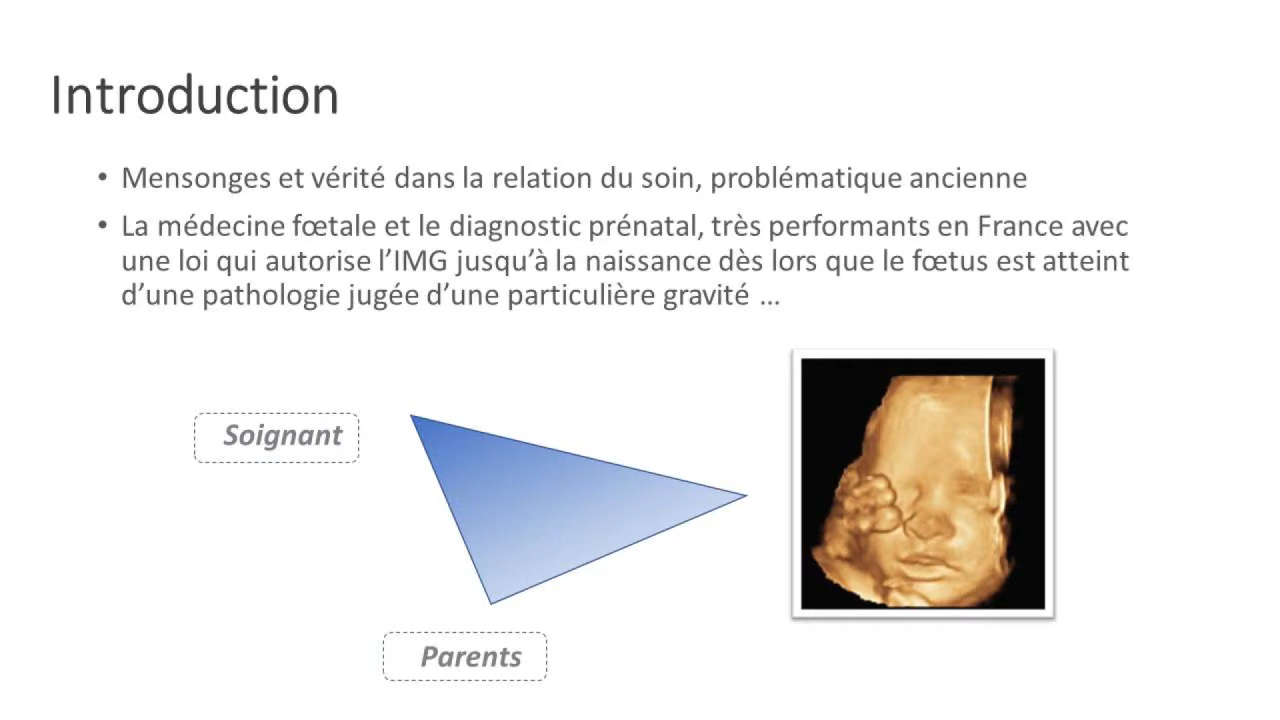 Introduction
• Mensonges et vérité dans la relation du soin, problématique ancienne
• La médecine fœtale et le diagnostic prénatal, très performants en France avec
une loi qui autorise l’IMG jusqu’à la naissance dès lors que le fœtus est atteint
d’une pathologie jugée d’une particulière gravité ...
Soignant
Parents